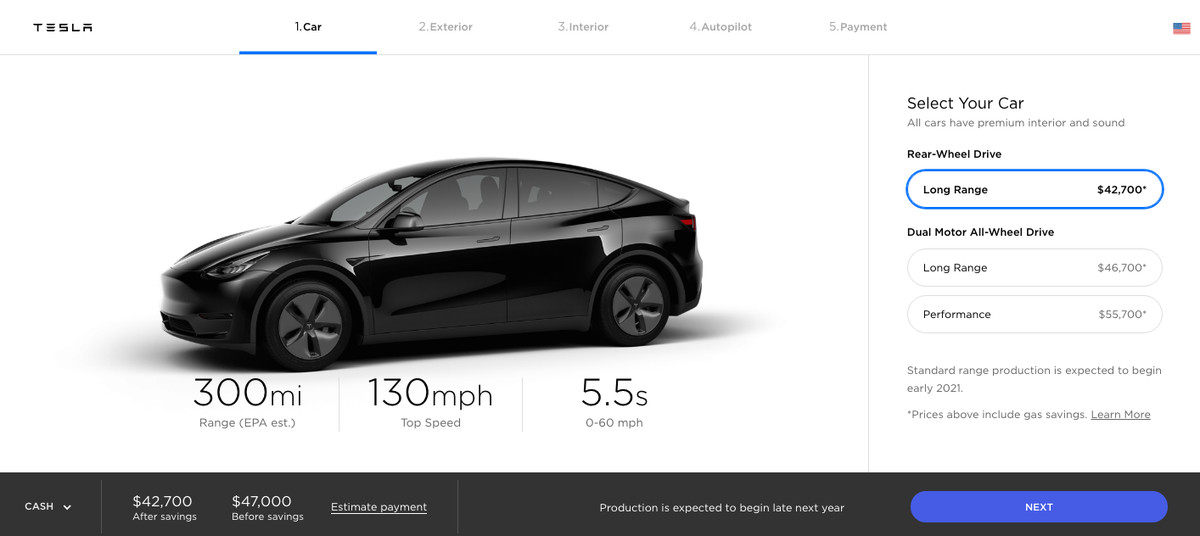 TESLA
1.Car
2.Exterior
3.Interior
4.Autopilot
5.Payment
Select Your Car
All cars have premium interior and sound
Rear-Wheel Drive
Long Range $42,700*
Dual Motor All-Wheel Drive
Long Range $46,700*
Performance $55,700*
Standard range production is expected to begin
early 2021.
*Prices above include gas savings. Learn More
300mi
Range (EPA est.)
130mph
Top Speed
5.5s
0-60 mph
CASH
$42,700
After savings
$47,000
Before savings
Estimate payment
Production is expected to begin late next year
NEXT